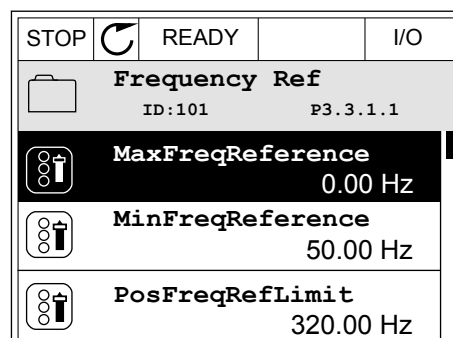 STOP READY I/O
Frequency Ref
ID:101 P3.3.1.1
MaxFreqReference
0.00 Hz
MinFreqReference
50.00 Hz
PosFreqRefLimit
320.00 Hz